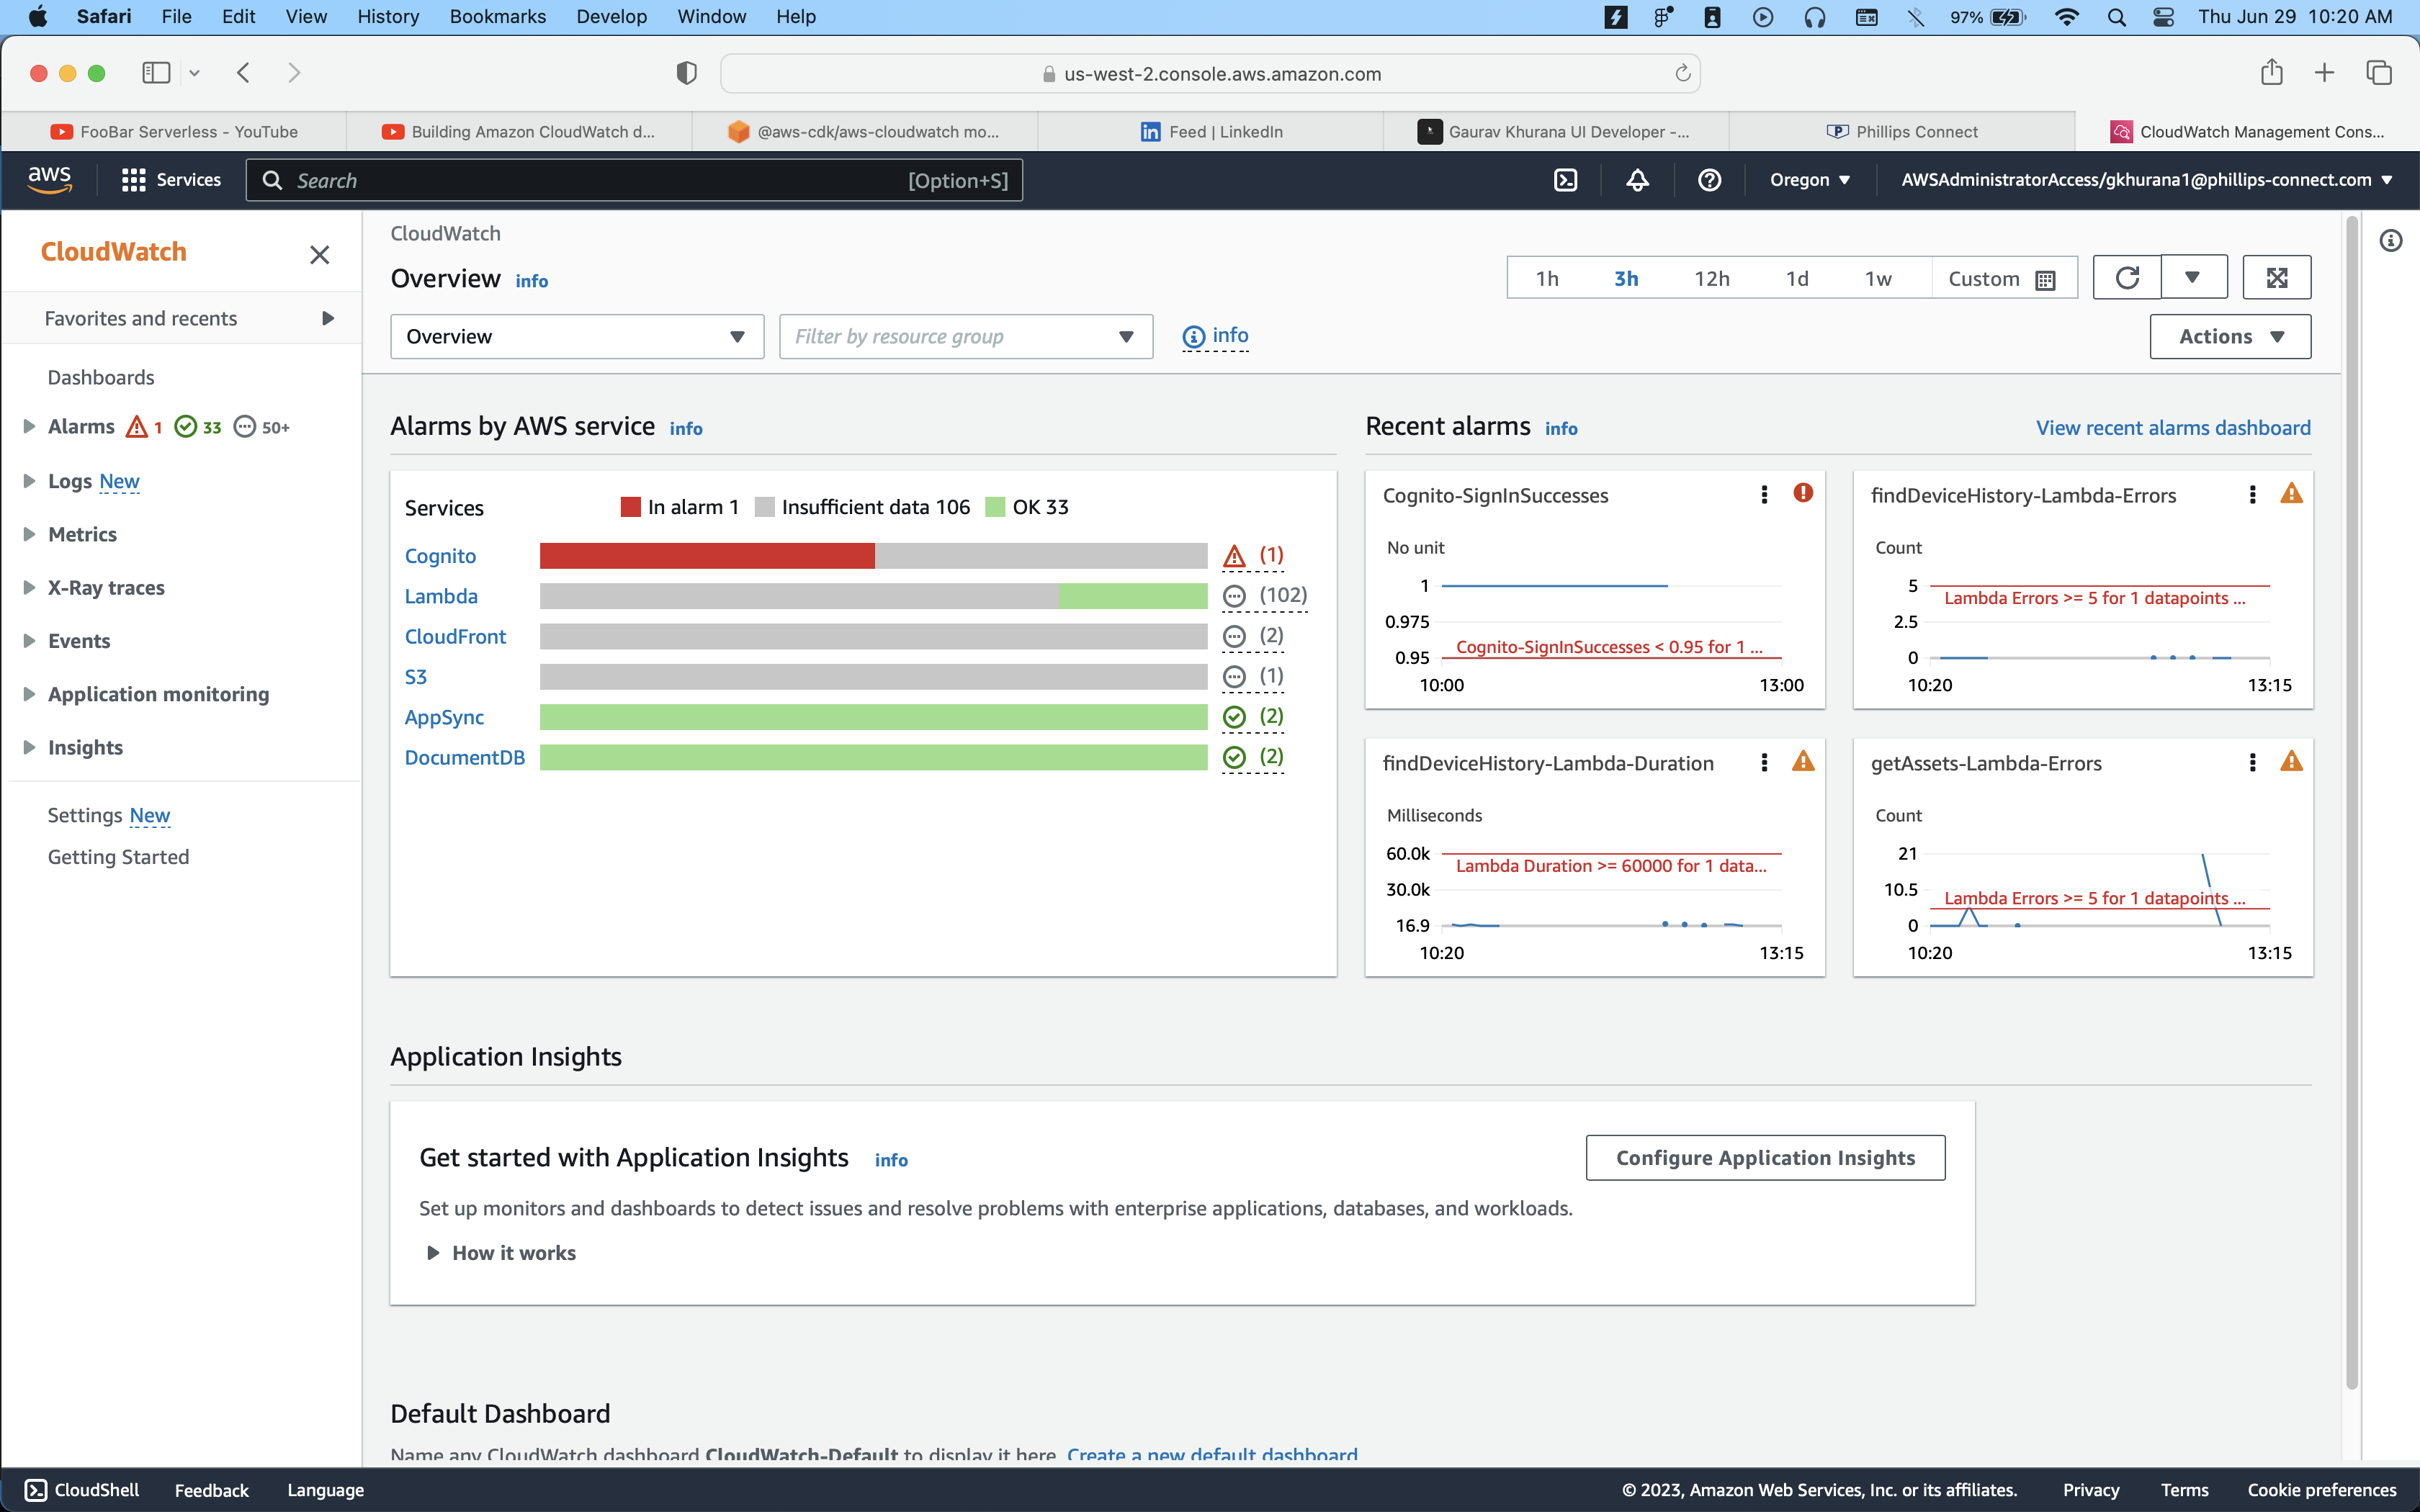 Safari File Edit View History Bookmarks Develop Window Help 97% Thu Jun 29 10:20 AM
us-west-2.console.aws.amazon.com
FooBar Serverless - YouTube
Building Amazon CloudWatch d...
@aws-cdk/aws-cloudwatch mo...
Feed | LinkedIn
Gaurav Khurana UI Developer -...
Phillips Connect
CloudWatch Management Cons...
aws Services Search [Option+S] Oregon AWSAdministratorAccess/gkhurana1@phillips-connect.com
CloudWatch
Favorites and recents
Dashboards
Alarms 1 33 50+
Logs New
Metrics
X-Ray traces
Events
Application monitoring
Insights
Settings New
Getting Started
CloudWatch
Overview info
1h 3h 12h 1d 1w Custom
Overview Filter by resource group info Actions
Alarms by AWS service info
Services In alarm 1 Insufficient data 106 OK 33
Cognito (1)
Lambda (102)
CloudFront (2)
S3 (1)
AppSync (2)
DocumentDB (2)
Recent alarms info View recent alarms dashboard
Cognito-SignInSuccesses
No unit
1
0.975
Cognito-SignInSuccesses < 0.95 for 1 ...
0.95
10:00 13:00
findDeviceHistory-Lambda-Errors
Count
5
Lambda Errors >= 5 for 1 datapoints ...
2.5
0
10:20 13:15
findDeviceHistory-Lambda-Duration
Milliseconds
60.0k
Lambda Duration >= 60000 for 1 data...
30.0k
16.9
10:20 13:15
getAssets-Lambda-Errors
Count
21
10.5
Lambda Errors >= 5 for 1 datapoints ...
0
10:20 13:15
Application Insights
Get started with Application Insights info
Configure Application Insights
Set up monitors and dashboards to detect issues and resolve problems with enterprise applications, databases, and workloads.
How it works
Default Dashboard
Name any CloudWatch dashboard CloudWatch-Default to display it here. Create a new default dashboard
CloudShell Feedback Language © 2023, Amazon Web Services, Inc. or its affiliates. Privacy Terms Cookie preferences